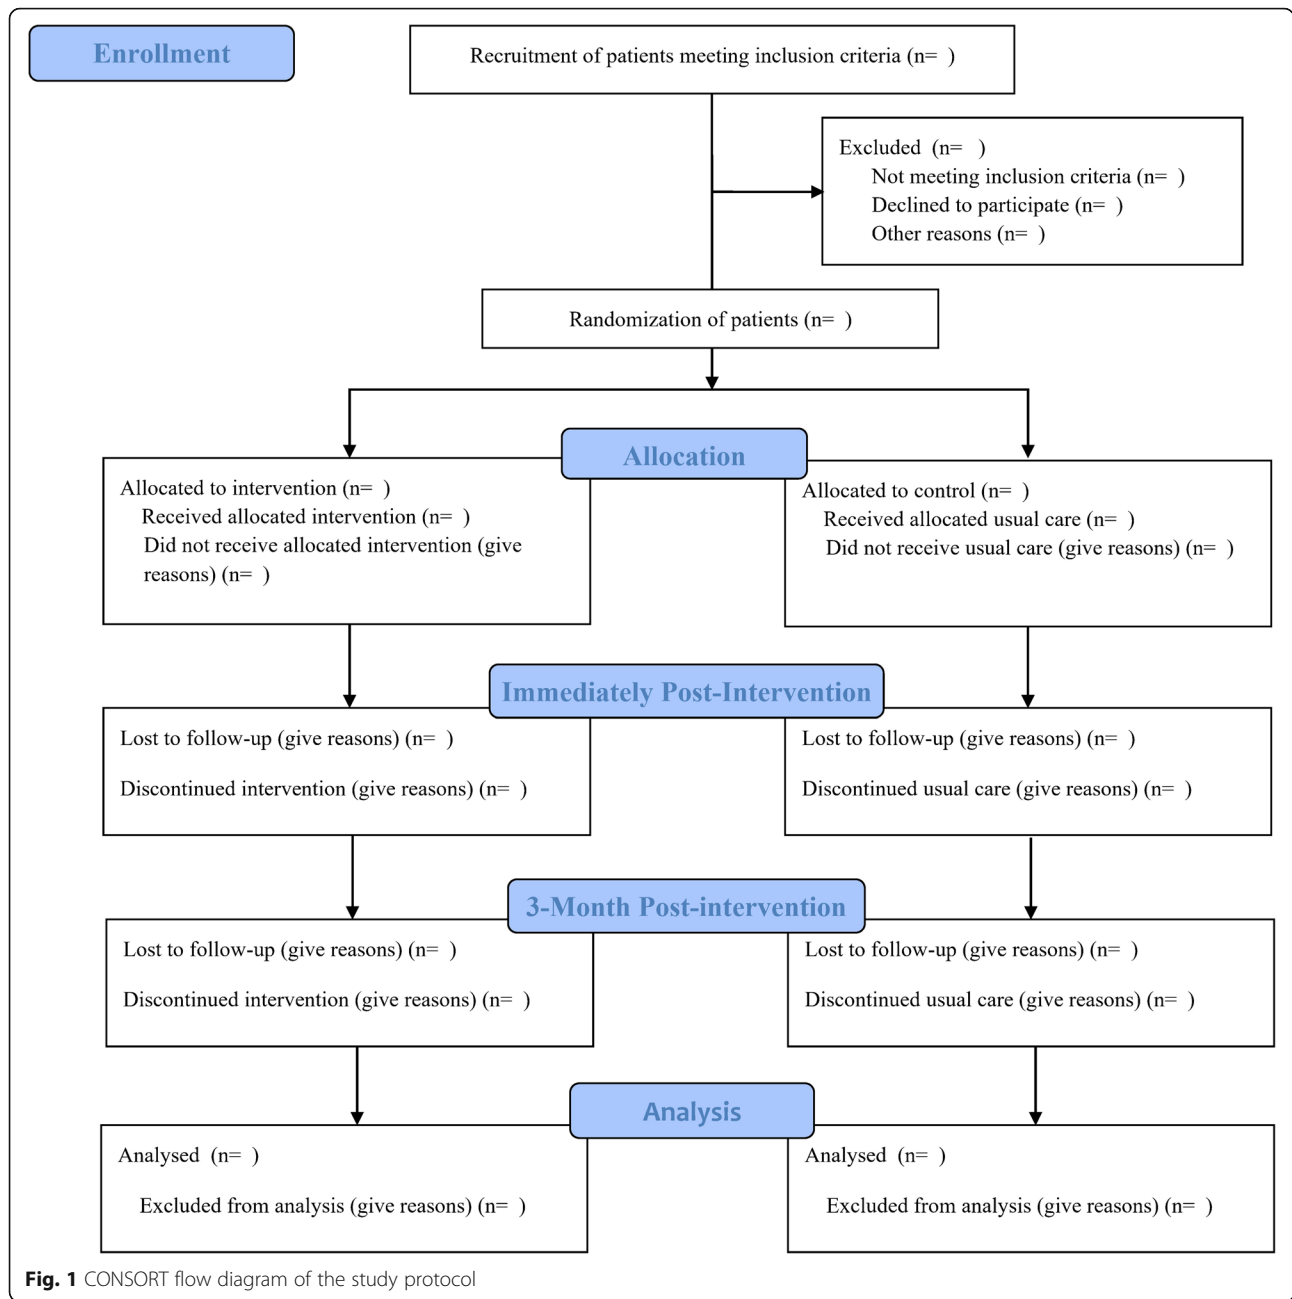 Enrollment
Recruitment of patients meeting inclusion criteria (n=  )
Excluded  (n=   )
Not meeting inclusion criteria (n=  )
Declined to participate (n=  )
Other reasons (n=  )
Randomization of patients (n=  )
Allocation
Allocated to intervention (n=  )
Received allocated intervention (n=  )
Did not receive allocated intervention (give
reasons) (n=  )
Allocated to control (n=  )
Received allocated usual care (n=  )
Did not receive usual care (give reasons) (n=  )
Immediately Post-Intervention
Lost to follow-up (give reasons) (n=  )
Discontinued intervention (give reasons) (n=  )
Lost to follow-up (give reasons) (n=  )
Discontinued usual care (give reasons) (n=  )
3-Month Post-intervention
Lost to follow-up (give reasons) (n=  )
Discontinued intervention (give reasons) (n=  )
Lost to follow-up (give reasons) (n=  )
Discontinued usual care (give reasons) (n=  )
Analysis
Analysed  (n=  )
Excluded from analysis (give reasons) (n=  )
Analysed  (n=  )
Excluded from analysis (give reasons) (n=  )
Fig. 1 CONSORT flow diagram of the study protocol